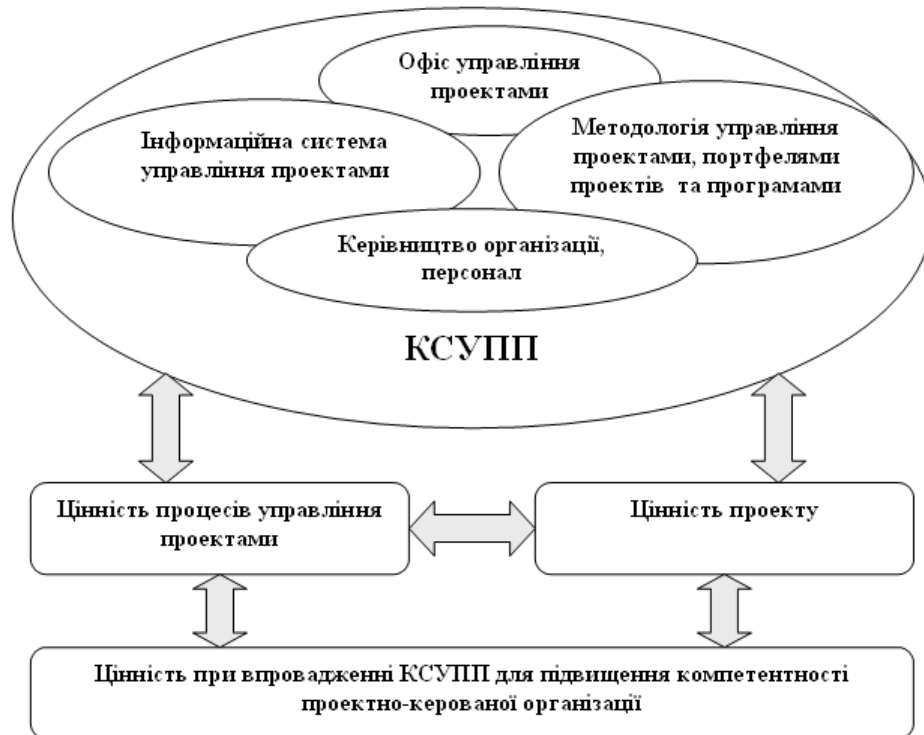 Офіс управління
проектами
Інформаційна система
управління проектами
Методологія управління
проектами, портфелями
проектів та програмами
Керівництво організації,
персонал
КСУПП
Цінність процесів управління
проектами
Цінність проекту
Цінність при впровадженні КСУПП для підвищення компетентності
проектно-керованої організації